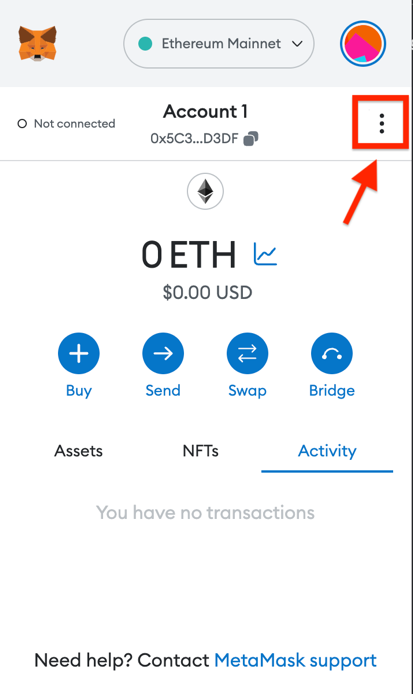 Ethereum Mainnet
Not connected
Account 1
0x5C3...D3DF
0 ETH
$0.00 USD
Buy
Send
Swap
Bridge
Assets
NFTs
Activity
You have no transactions
Need help? Contact MetaMask support